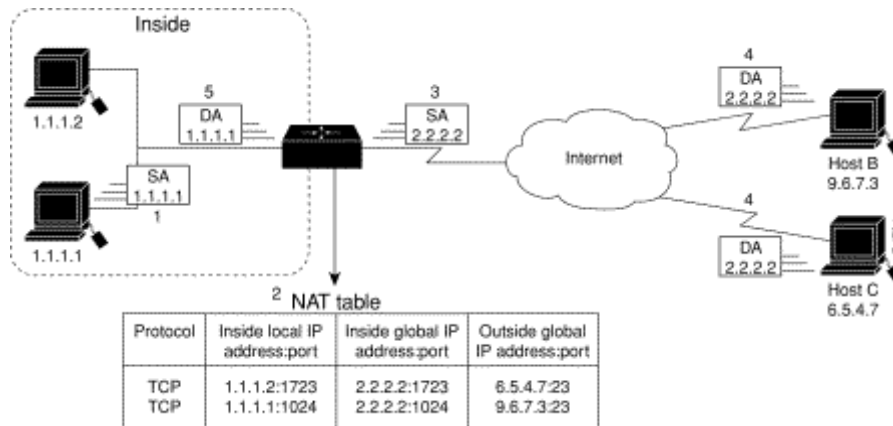 Inside
1.1.1.2
5
DA
1.1.1.1
3
SA
2.2.2.2
4
DA
2.2.2.2
Internet
Host B
9.6.7.3
SA
1.1.1.1
1
1.1.1.1
4
DA
2.2.2.2
Host C
6.5.4.7
2
NAT table
Protocol
Inside local IP
address:port
Inside global IP
address:port
Outside global
IP address:port
TCP 1.1.1.2:1723 2.2.2.2:1723 6.5.4.7:23
TCP 1.1.1.1:1024 2.2.2.2:1024 9.6.7.3:23